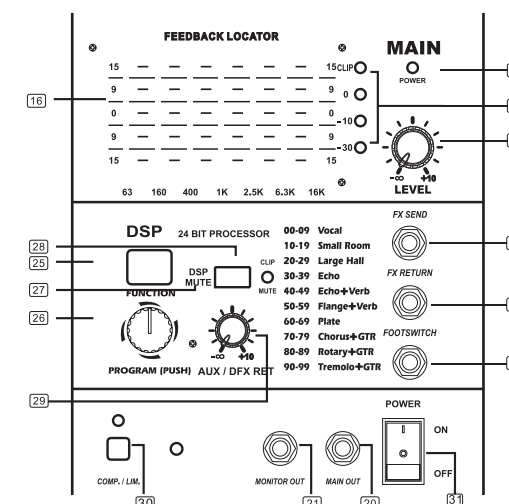 FEEDBACK LOCATOR
MAIN
15 15 CLIP
POWER
9 9 0
16
0 0 -10
9 9 -30
15 15
-∞ +10
63 160 400 1K 2.5K 6.3K 16K
LEVEL
DSP 24 BIT PROCESSOR
FX SEND
00-09 Vocal
10-19 Small Room
20-29 Large Hall
30-39 Echo
40-49 Echo+Verb
50-59 Flange+Verb
60-69 Plate
70-79 Chorus+GTR
80-89 Rotary+GTR
90-99 Tremolo+GTR
28
25
CLIP
DSP
MUTE
MUTE
FX RETURN
27
FUNCTION
26
FOOTSWITCH
-∞ +10
PROGRAM (PUSH) AUX / DFX RET
29
POWER
ON
OFF
COMP. / LIM.
MONITOR OUT
MAIN OUT
30 21 20 31